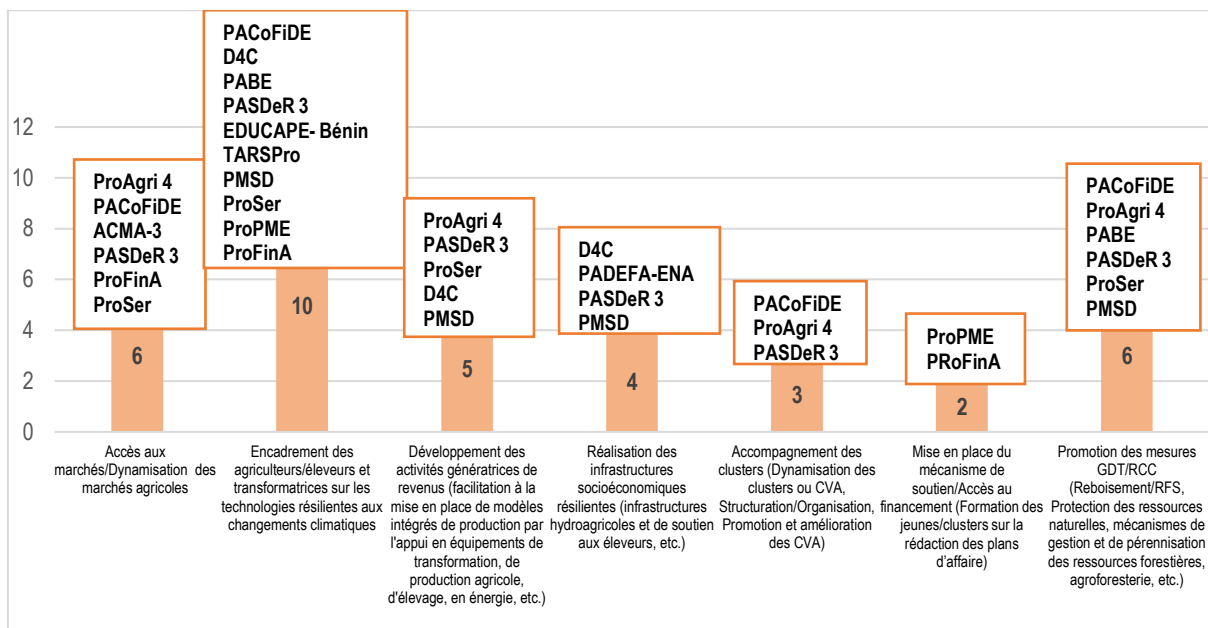 12
10
8
6
4
2
0
ProAgri 4
PACoFiDE
ACMA-3
PASDeR 3
ProFinA
ProSer
6
Accès aux
marchés/Dynamisation des
marchés agricoles
PACoFiDE
D4C
PABE
PASDeR 3
EDUCAPE- Bénin
TARSPro
PMSD
ProSer
ProPME
ProFinA
10
Encadrement des
agriculteurs/éleveurs et
transformatrices sur les
technologies résilientes aux
changements climatiques
ProAgri 4
PASDeR 3
ProSer
D4C
PMSD
5
Développement des
activités génératrices de
revenus (facilitation à la
mise en place de modèles
intégrés de production par
l'appui en équipements de
transformation, de
production agricole,
d'élevage, en énergie, etc.)
D4C
PADEFA-ENA
PASDeR 3
PMSD
4
Réalisation des
infrastructures
socioéconomiques
résilientes (infrastructures
hydroagricoles et de soutien
aux éleveurs, etc.)
PACoFiDE
ProAgri 4
PASDeR 3
3
Accompagnement des
clusters (Dynamisation des
clusters ou CVA,
Structuration/Organisation,
Promotion et amélioration
des CVA)
ProPME
PRoFinA
2
Mise en place du
mécanisme de
soutien/Accès au
financement (Formation des
jeunes/clusters sur la
rédaction des plans
d’affaire)
PACoFiDE
ProAgri 4
PABE
PASDeR 3
ProSer
PMSD
6
Promotion des mesures
GDT/RCC
(Reboisement/RFS,
Protection des ressources
naturelles, mécanismes de
gestion et de pérennisation
des ressources forestières,
agroforesterie, etc.)